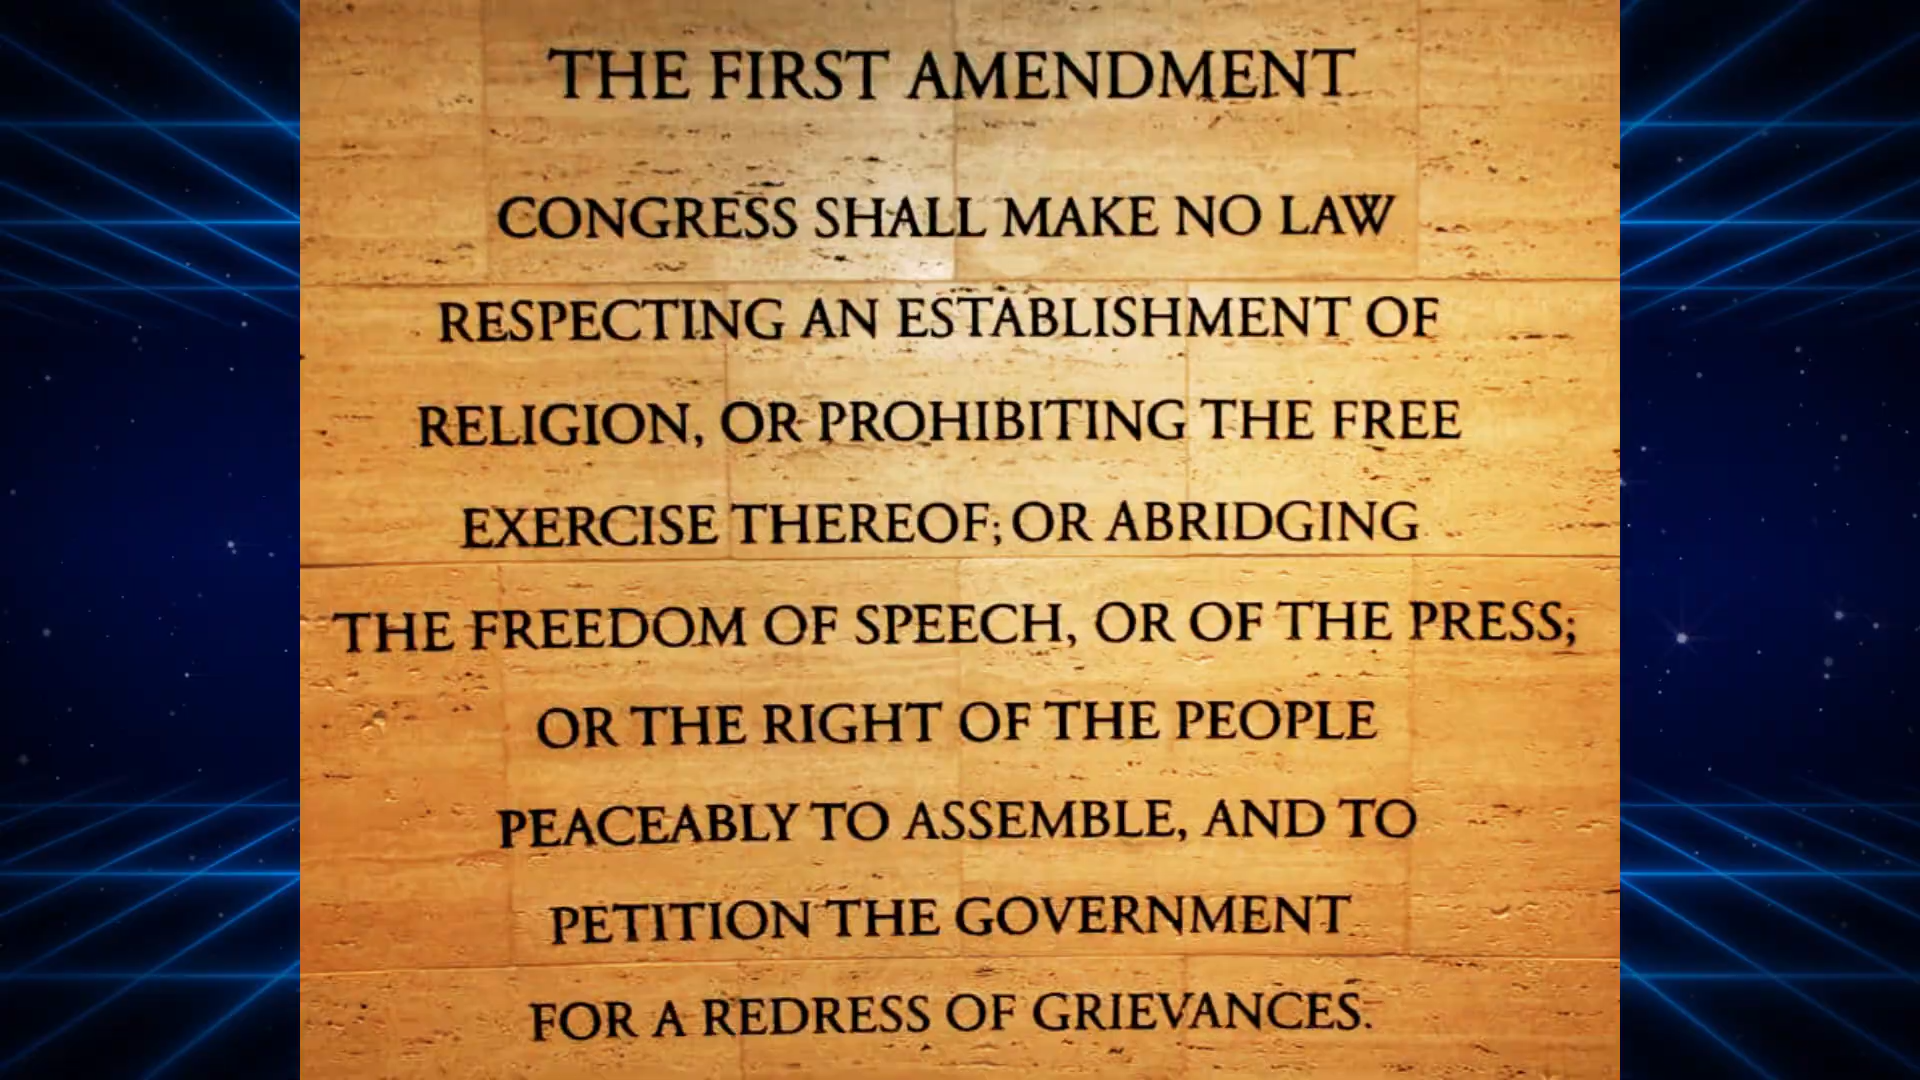 THE FIRST AMENDMENT
CONGRESS SHALL MAKE NO LAW
RESPECTING AN ESTABLISHMENT OF
RELIGION, OR PROHIBITING THE FREE
EXERCISE THEREOF; OR ABRIDGING
THE FREEDOM OF SPEECH, OR OF THE PRESS;
OR THE RIGHT OF THE PEOPLE
PEACEABLY TO ASSEMBLE, AND TO
PETITION THE GOVERNMENT
FOR A REDRESS OF GRIEVANCES.